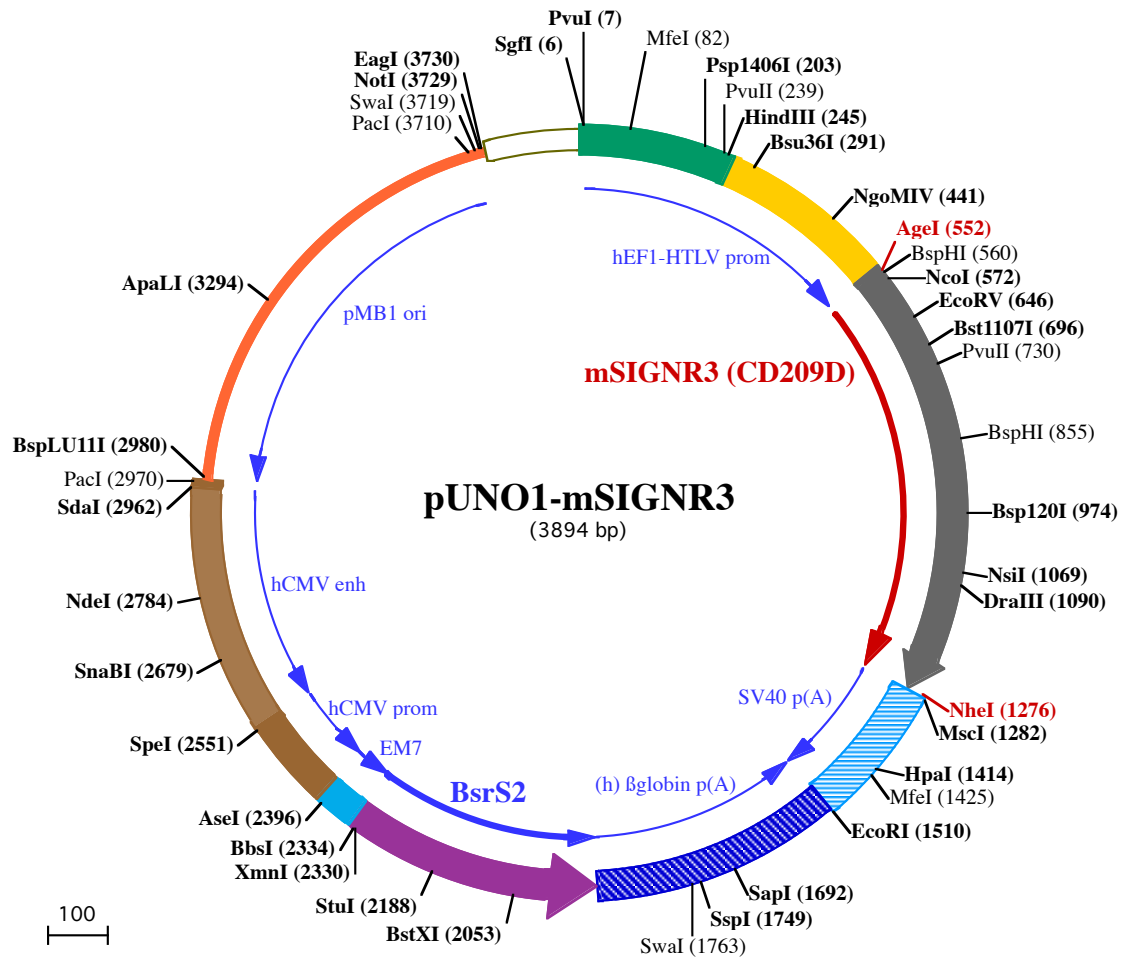 PvuI (7)
SgfI (6)
MfeI (82)
EagI (3730)
NotI (3729)
SwaI (3719)
PacI (3710)
Psp1406I (203)
PvuII (239)
HindIII (245)
Bsu36I (291)
NgoMIV (441)
AgeI (552)
BspHI (560)
NcoI (572)
EcoRV (646)
Bst1107I (696)
PvuII (730)
BspHI (855)
Bsp120I (974)
NsiI (1069)
DraIII (1090)
NheI (1276)
MscI (1282)
HpaI (1414)
MfeI (1425)
EcoRI (1510)
SapI (1692)
SspI (1749)
SwaI (1763)
BstXI (2053)
StuI (2188)
XmnI (2330)
BbsI (2334)
AseI (2396)
SpeI (2551)
SnaBI (2679)
NdeI (2784)
SdaI (2962)
PacI (2970)
BspLU11I (2980)
ApaLI (3294)
hEF1-HTLV prom
pMB1 ori
mSIGNR3 (CD209D)
pUNO1-mSIGNR3
(3894 bp)
hCMV enh
hCMV prom
EM7
BsrS2
(h) ßglobin p(A)
SV40 p(A)
100